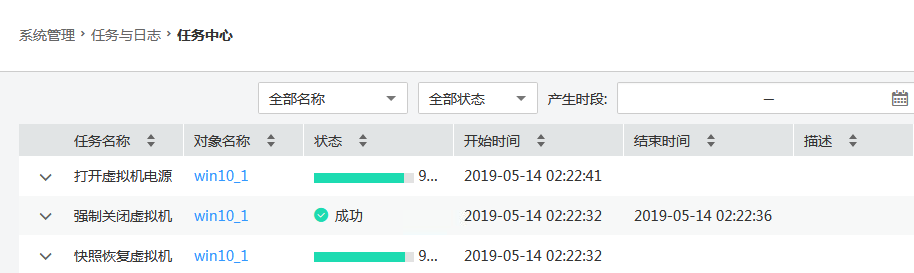 系统管理 > 任务与日志 > 任务中心
全部名称 全部状态 产生时段: —
任务名称 对象名称 状态 开始时间 结束时间 描述
打开虚拟机电源 win10_1 9... 2019-05-14 02:22:41
强制关闭虚拟机 win10_1 成功 2019-05-14 02:22:32 2019-05-14 02:22:36
快照恢复虚拟机 win10_1 9... 2019-05-14 02:22:32